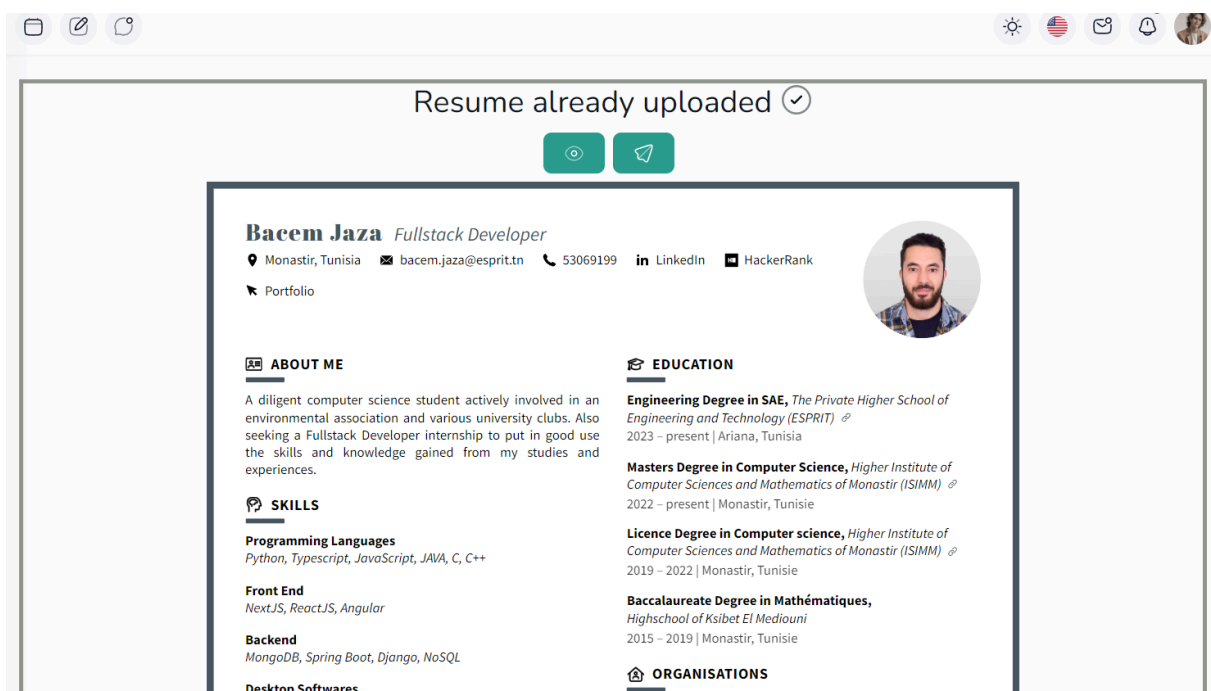 Resume already uploaded
Bacem Jaza Fullstack Developer
Monastir, Tunisia bacem.jaza@esprit.tn 53069199 in LinkedIn HackerRank
Portfolio
ABOUT ME
A diligent computer science student actively involved in an
environmental association and various university clubs. Also
seeking a Fullstack Developer internship to put in good use
the skills and knowledge gained from my studies and
experiences.
SKILLS
Programming Languages
Python, Typescript, JavaScript, JAVA, C, C++
Front End
NextJS, ReactJS, Angular
Backend
MongoDB, Spring Boot, Django, NoSQL
Desktop Softwares
EDUCATION
Engineering Degree in SAE, The Private Higher School of
Engineering and Technology (ESPRIT)
2023 – present | Ariana, Tunisia
Masters Degree in Computer Science, Higher Institute of
Computer Sciences and Mathematics of Monastir (ISIMM)
2022 – present | Monastir, Tunisie
Licence Degree in Computer science, Higher Institute of
Computer Sciences and Mathematics of Monastir (ISIMM)
2019 – 2022 | Monastir, Tunisie
Baccalaureate Degree in Mathématiques,
Highschool of Ksibet El Mediouni
2015 – 2019 | Monastir, Tunisie
ORGANISATIONS